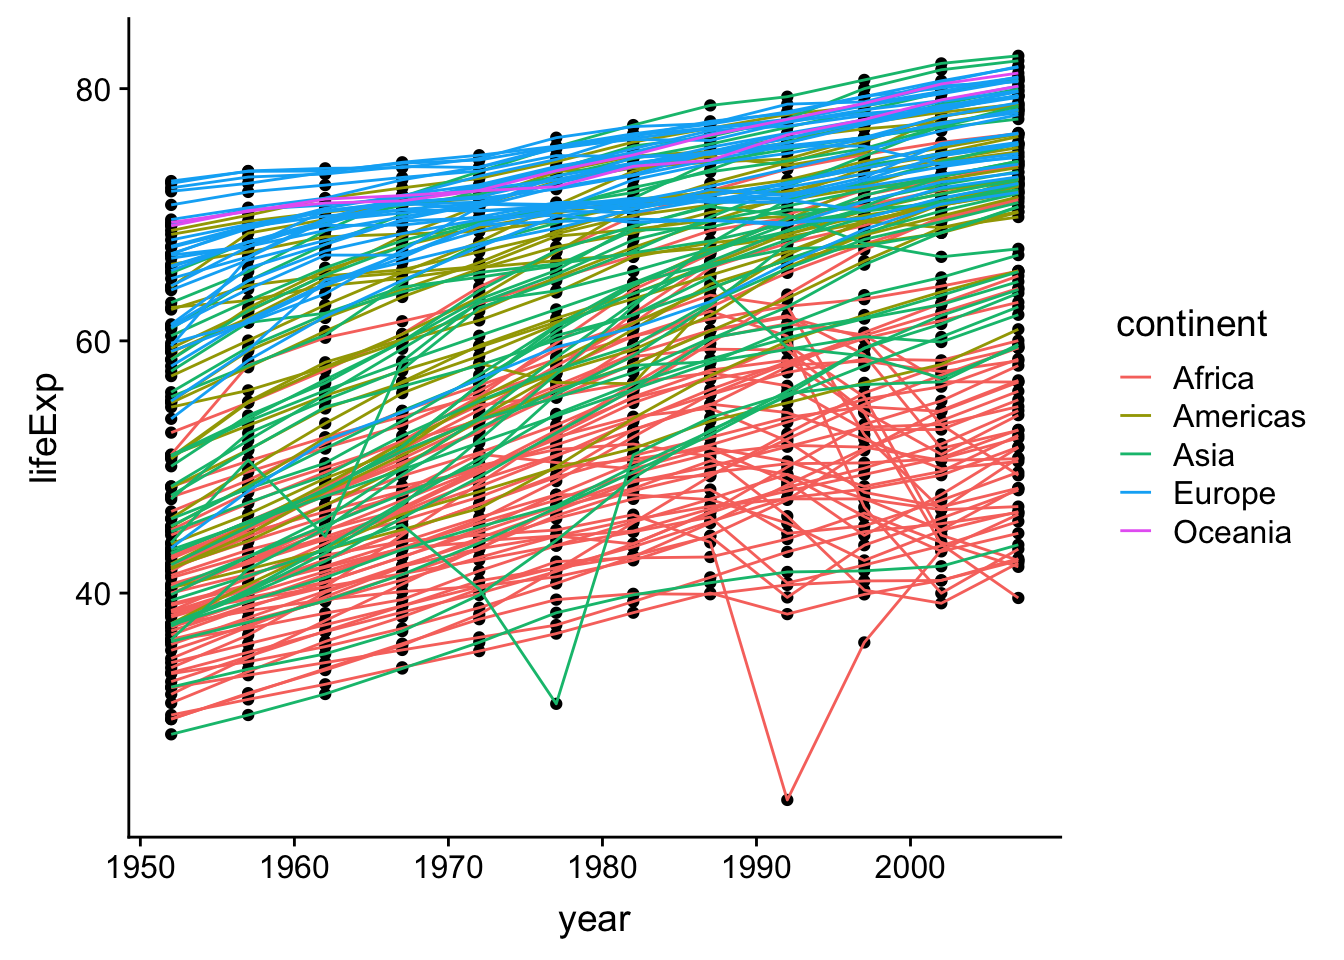 80
60
40
lifeExp
1950 1960 1970 1980 1990 2000
year
continent
Africa
Americas
Asia
Europe
Oceania